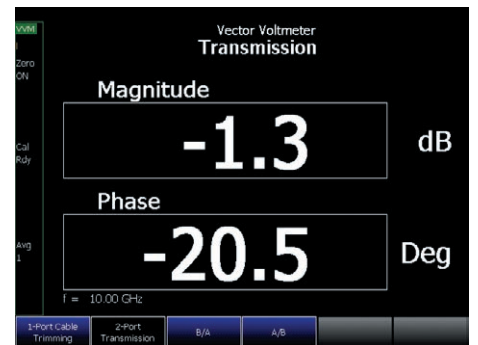 VVM
I
Zero
ON
Cal
Rdy
Avg
1
Vector Voltmeter
Transmission
Magnitude
-1.3
dB
Phase
-20.5
Deg
f = 10.00 GHz
1-Port Cable
Trimming
2-Port
Transmission
B/A
A/B